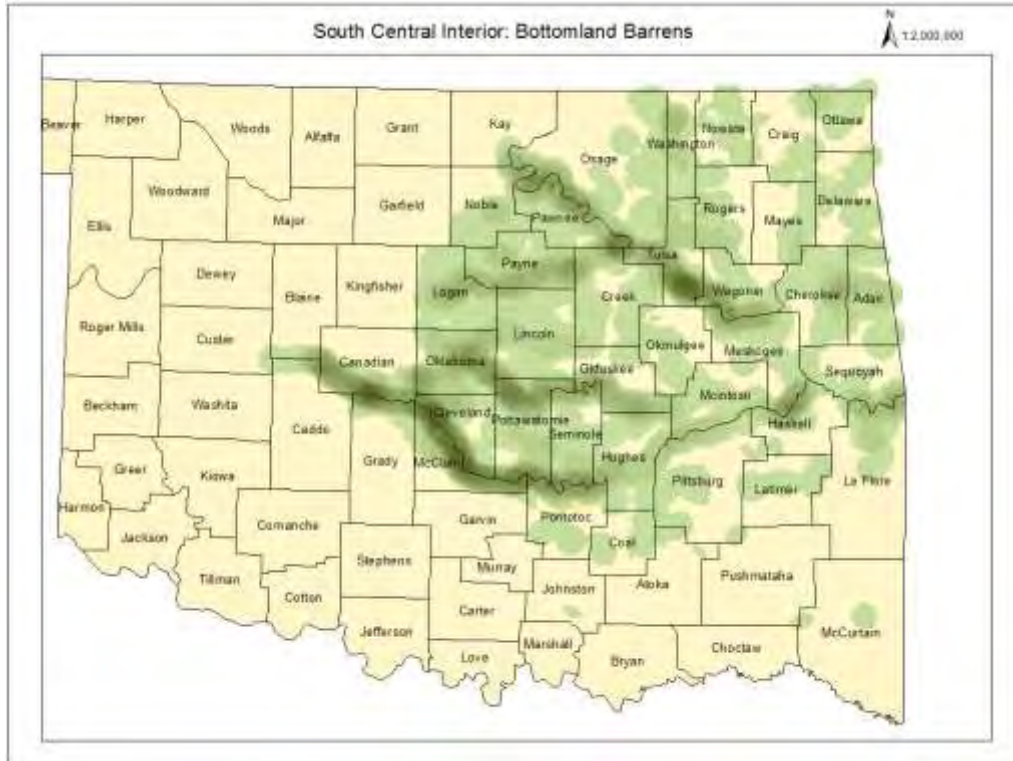 South Central Interior: Bottomland Barrens
N
1:2,000,000
Beaver
Harper
Woods
Alfalfa
Grant
Kay
Osage
Washington
Nowata
Craig
Ottawa
Ellis
Woodward
Major
Garfield
Noble
Pawnee
Rogers
Mayes
Delaware
Dewey
Blaine
Kingfisher
Logan
Payne
Creek
Tulsa
Wagoner
Cherokee
Adair
Roger Mills
Custer
Canadian
Oklahoma
Lincoln
Okfuskee
Okmulgee
Muskogee
Sequoyah
Beckham
Washita
Caddo
Grady
McClain
Cleveland
Pottawatomie
Seminole
Hughes
McIntosh
Haskell
Pittsburg
Latimer
La Flore
Greer
Kiowa
Harmon
Jackson
Comanche
Garvin
Pontotoc
Coal
Tillman
Cotton
Stephens
Murray
Johnston
Atoka
Pushmataha
McCurtain
Jefferson
Carter
Love
Marshall
Bryan
Choctaw